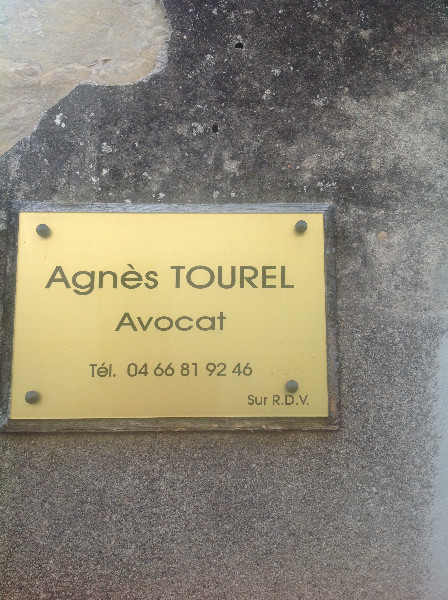 Agnès TOUREL
Avocat
Tél. 04 66 81 92 46
Sur R.D.V.